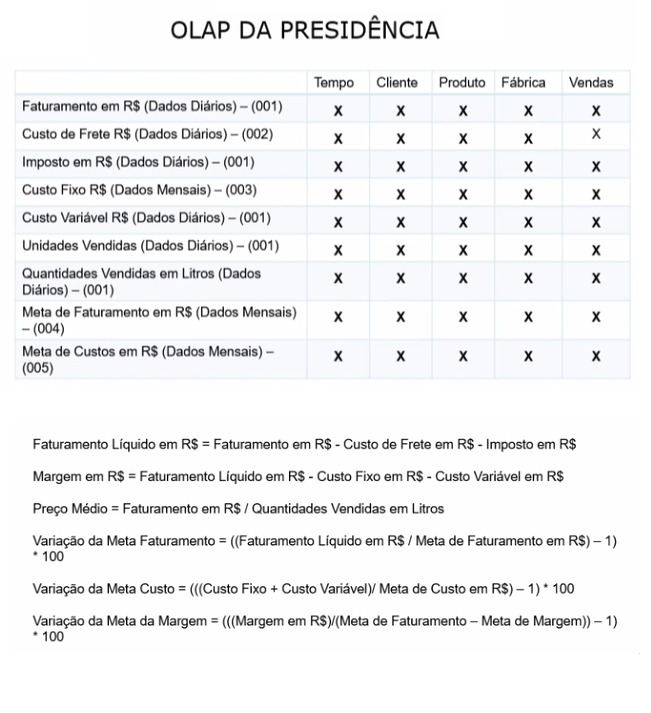 OLAP DA PRESIDÊNCIA
Tempo Cliente Produto Fábrica Vendas
Faturamento em R$ (Dados Diários) – (001) X X X X X
Custo de Frete R$ (Dados Diários) – (002) X X X X X
Imposto em R$ (Dados Diários) – (001) X X X X X
Custo Fixo R$ (Dados Mensais) – (003) X X X X X
Custo Variável R$ (Dados Diários) – (001) X X X X X
Unidades Vendidas (Dados Diários) – (001) X X X X X
Quantidades Vendidas em Litros (Dados X X X X X
Diários) – (001)
Meta de Faturamento em R$ (Dados Mensais) X X X X X
– (004)
Meta de Custos em R$ (Dados Mensais) – X X X X X
(005)
Faturamento Líquido em R$ = Faturamento em R$ - Custo de Frete em R$ - Imposto em R$
Margem em R$ = Faturamento Líquido em R$ - Custo Fixo em R$ - Custo Variável em R$
Preço Médio = Faturamento em R$ / Quantidades Vendidas em Litros
Variação da Meta Faturamento = ((Faturamento Líquido em R$ / Meta de Faturamento em R$) – 1)
* 100
Variação da Meta Custo = (((Custo Fixo + Custo Variável)/ Meta de Custo em R$) – 1) * 100
Variação da Meta da Margem = (((Margem em R$)/(Meta de Faturamento – Meta de Margem)) – 1)
* 100